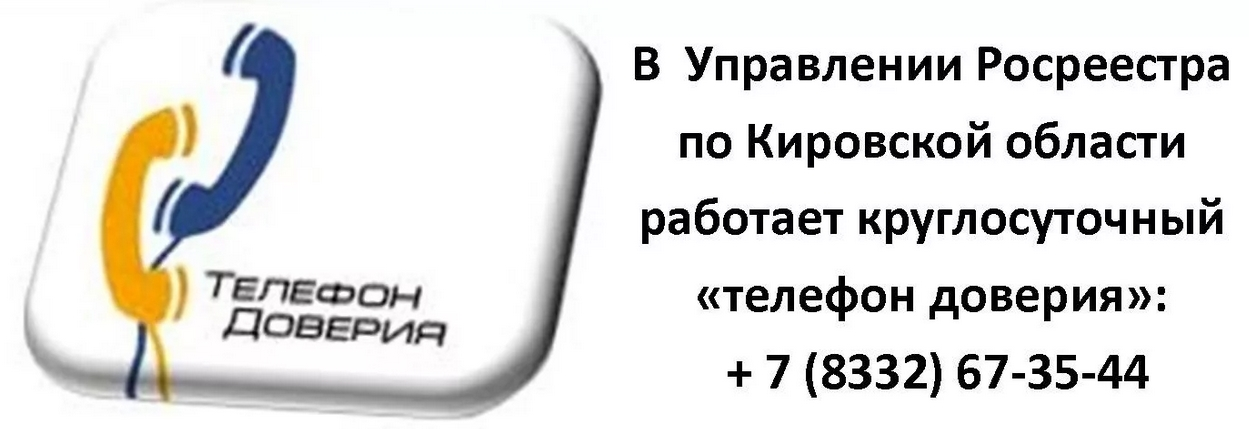 ТЕЛЕФОН
ДОВЕРИЯ
В Управлении Росреестра
по Кировской области
работает круглосуточный
«телефон доверия»:
+ 7 (8332) 67-35-44